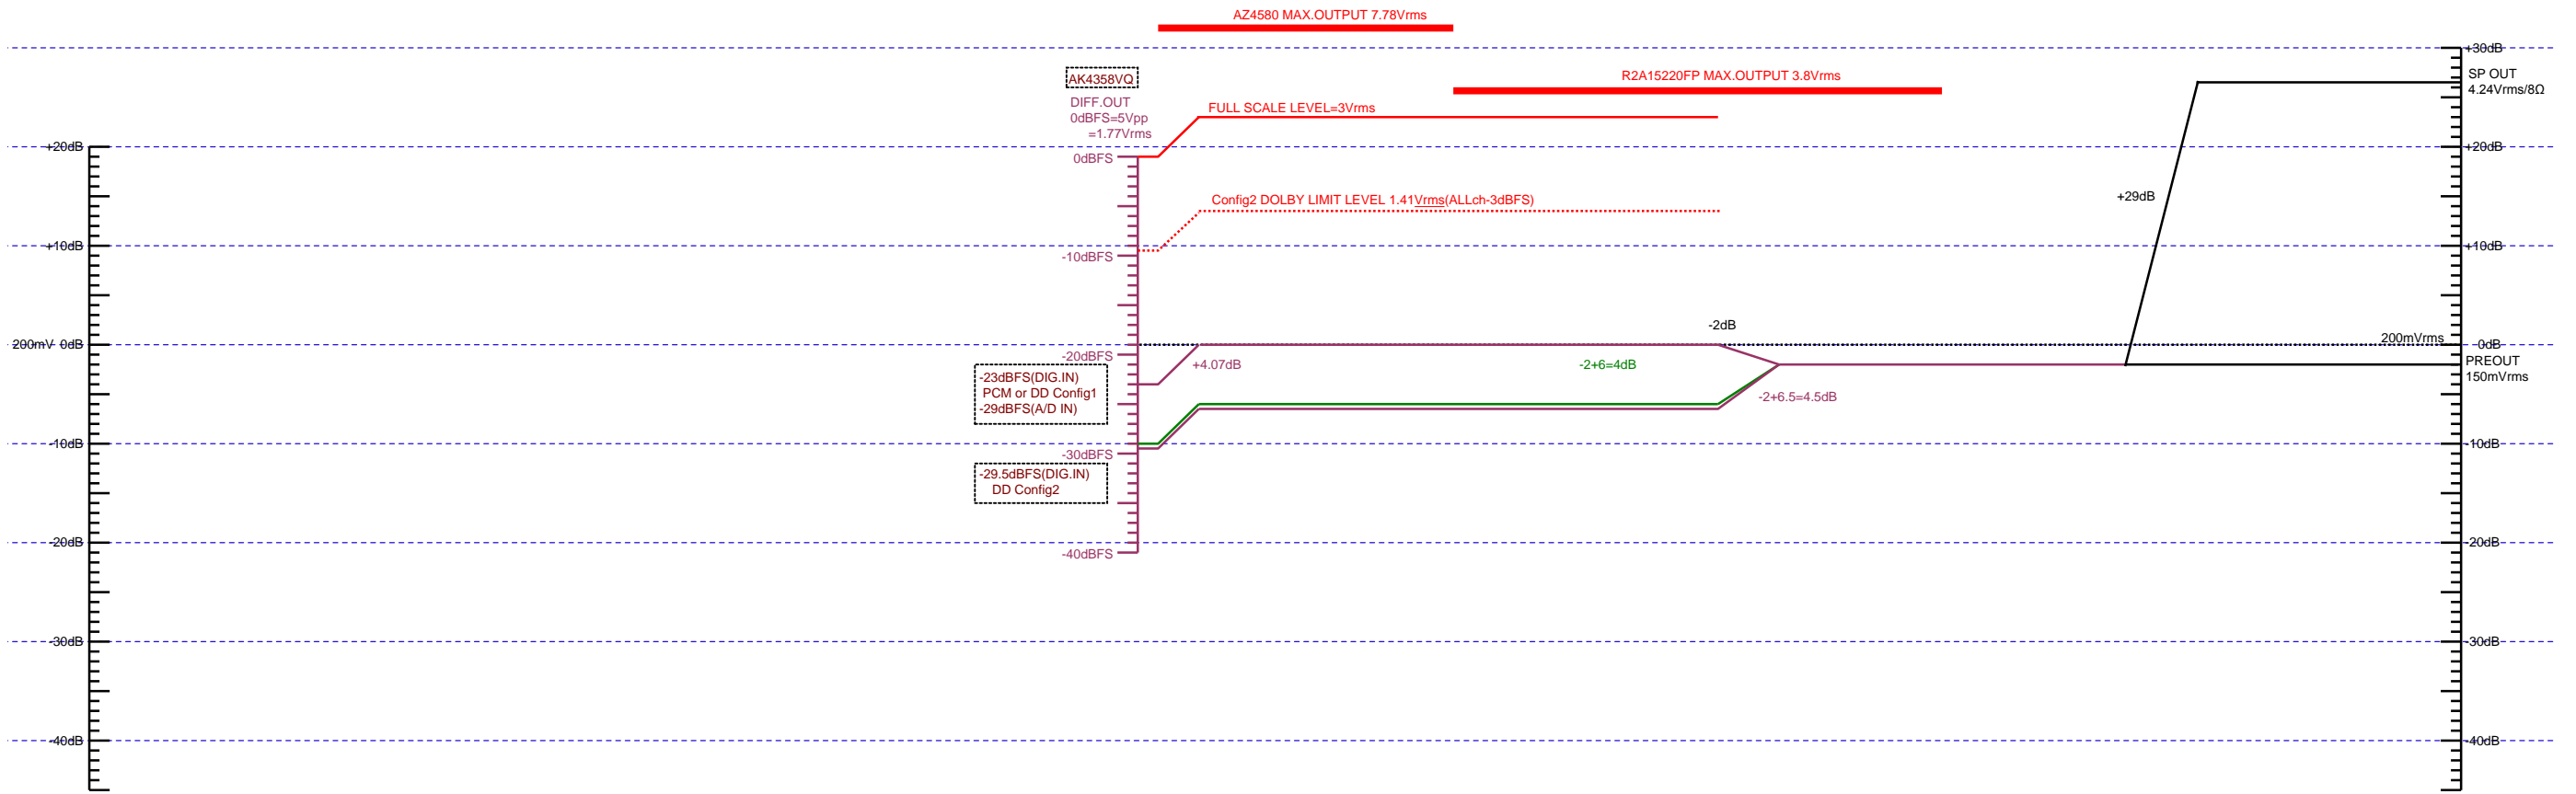 AZ4580 MAX.OUTPUT 7.78Vrms
+30dB
AK4358VQ
R2A15220FP MAX.OUTPUT 3.8Vrms
SP OUT
4.24Vrms/8Ω
DIFF.OUT
0dBFS=5Vpp
=1.77Vrms
FULL SCALE LEVEL=3Vrms
+20dB
0dBFS
+20dB
Config2 DOLBY LIMIT LEVEL 1.41Vrms(ALLch-3dBFS)
+29dB
+10dB
-10dBFS
+10dB
-2dB
200mVrms
200mV 0dB
-20dBFS
0dB
+4.07dB
-2+6=4dB
PREOUT
150mVrms
-23dBFS(DIG.IN)
PCM or DD Config1
-29dBFS(A/D IN)
-2+6.5=4.5dB
-10dB
-30dBFS
-10dB
-29.5dBFS(DIG.IN)
DD Config2
-20dB
-40dBFS
-20dB
-30dB
-30dB
-40dB
-40dB